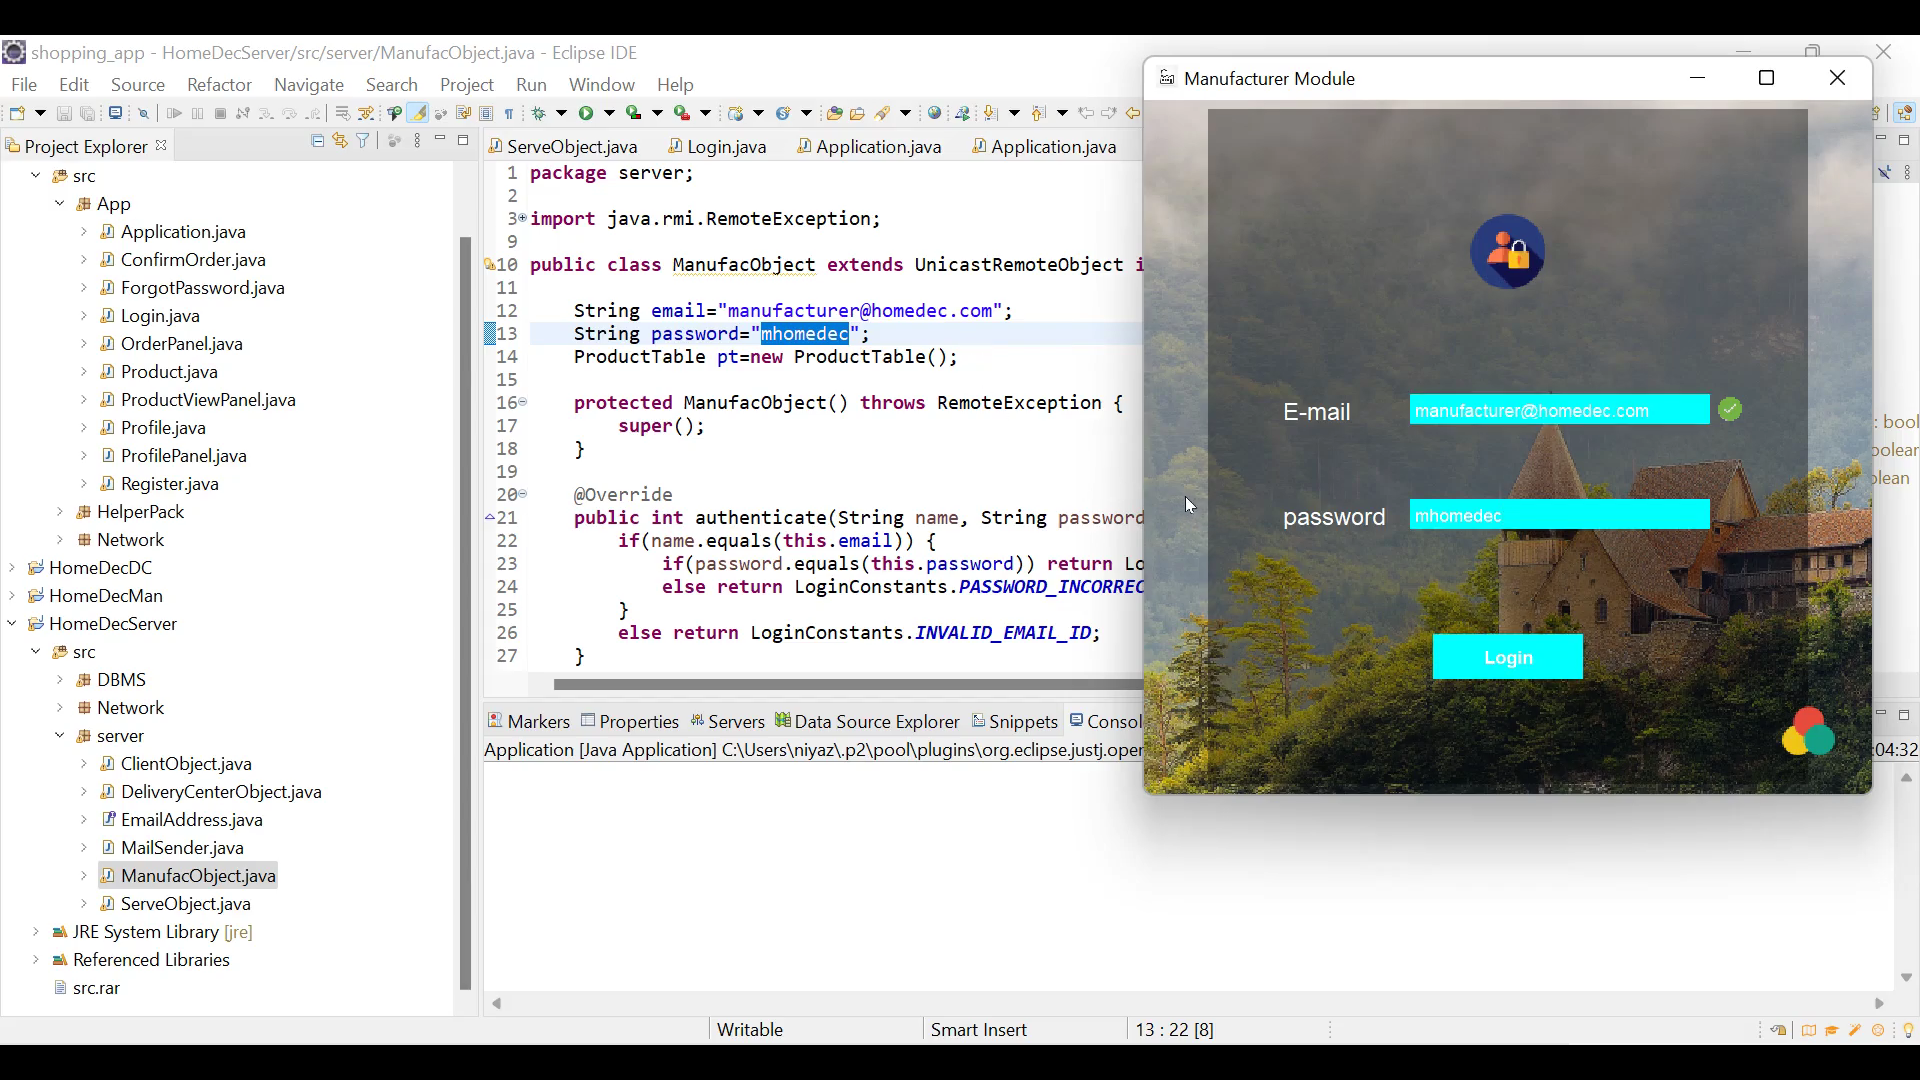 shopping_app - HomeDecServer/src/server/ManufacObject.java - Eclipse IDE
File Edit Source Refactor Navigate Search Project Run Window Help
Project Explorer
src
App
Application.java
ConfirmOrder.java
ForgotPassword.java
Login.java
OrderPanel.java
Product.java
ProductViewPanel.java
Profile.java
ProfilePanel.java
Register.java
HelperPack
Network
HomeDecDC
HomeDecMan
HomeDecServer
src
DBMS
Network
server
ClientObject.java
DeliveryCenterObject.java
EmailAddress.java
MailSender.java
ManufacObject.java
ServeObject.java
JRE System Library [jre]
Referenced Libraries
src.rar
ServeObject.java Login.java Application.java Application.java
1 package server;
2
3 import java.rmi.RemoteException;
9
10 public class ManufacObject extends UnicastRemoteObject i
11
12 String email="manufacturer@homedec.com";
13 String password="mhomedec";
14 ProductTable pt=new ProductTable();
15
16 protected ManufacObject() throws RemoteException {
17 super();
18 }
19
20 @Override
21 public int authenticate(String name, String password
22 if(name.equals(this.email)) {
23 if(password.equals(this.password)) return Lo
24 else return LoginConstants.PASSWORD_INCORREC
25 }
26 else return LoginConstants.INVALID_EMAIL_ID;
27 }
Markers Properties Servers Data Source Explorer Snippets Consol
Application [Java Application] C:\Users\niyaz\.p2\pool\plugins\org.eclipse.justj.open
:04:32
Manufacturer Module
E-mail manufacturer@homedec.com
password mhomedec
Login
: bool
Writable Smart Insert 13 : 22 [8]